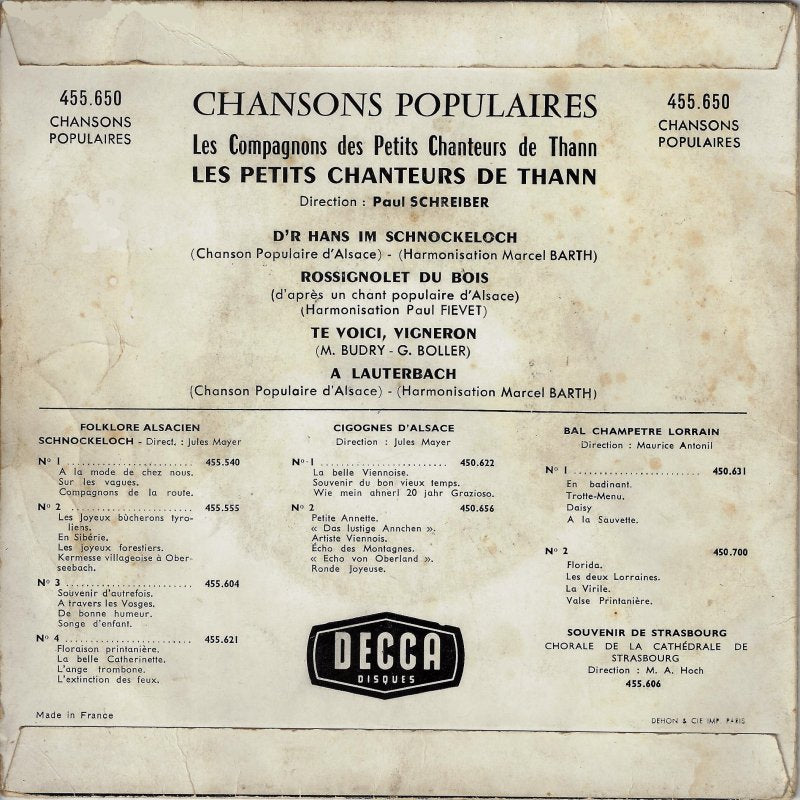 455.650
CHANSONS
POPULAIRES
CHANSONS POPULAIRES
Les Compagnons des Petits Chanteurs de Thann
LES PETITS CHANTEURS DE THANN
Direction : Paul SCHREIBER
455.650
CHANSONS
POPULAIRES
D'R HANS IM SCHNOCKELOCH
(Chanson Populaire d'Alsace) - (Harmonisation Marcel BARTH)
ROSSIGNOLET DU BOIS
(d'après un chant populaire d'Alsace)
(Harmonisation Paul FIEVET)
TE VOICI, VIGNERON
(M. BUDRY - G. BOLLER)
A LAUTERBACH
(Chanson Populaire d'Alsace) - (Harmonisation Marcel BARTH)
FOLKLORE ALSACIEN
SCHNOCKELOCH - Direct. : Jules Mayer
N° 1 .......................... 455.540
A la mode de chez nous.
Sur les vagues.
Compagnons de la route.
N° 2 .......................... 455.555
Les Joyeux bûcherons tyro-
liens.
En Sibérie.
Les joyeux forestiers.
Kermesse villageoise à Ober-
seebach.
N° 3 .......................... 455.604
Souvenir d'autrefois.
A travers les Vosges.
De bonne humeur.
Songe d'enfant.
N° 4 .......................... 455.621
Floraison printanière.
La belle Catherinette.
L'ange trombone.
L'extinction des feux.
CIGOGNES D'ALSACE
Direction : Jules Mayer
N° 1 .......................... 450.622
La belle Viennoise.
Souvenir du bon vieux temps.
Wie mein ahnerl 20 jahr Grazioso.
N° 2 .......................... 450.656
Petite Annette.
« Das lustige Annchen ».
Artiste Viennois.
Écho des Montagnes.
« Echo von Oberland ».
Ronde Joyeuse.
BAL CHAMPETRE LORRAIN
Direction : Maurice Antonil
N° 1 .......................... 450.631
En badinant.
Trotte-Menu.
Daisy
A la Sauvette.
N° 2 450.700
Florida.
Les deux Lorraines.
La Virile.
Valse Printanière.
SOUVENIR DE STRASBOURG
CHORALE DE LA CATHÉDRALE DE
STRASBOURG
Direction : M. A. Hoch
455.606
DECCA
DISQUES
Made in France
DEHON & CIE IMP. PARIS